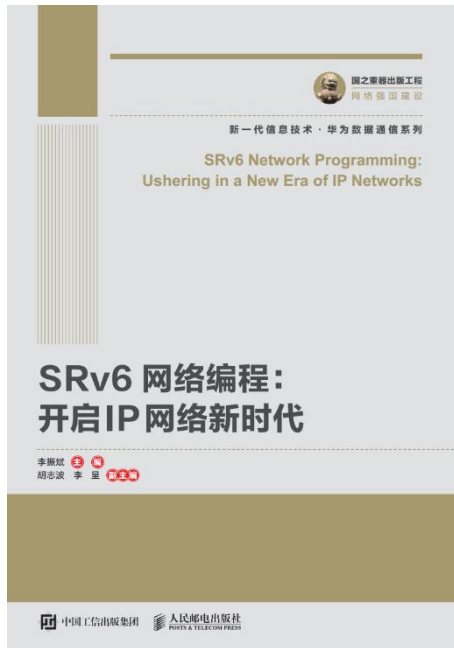 国之重器出版工程
网络强国建设
新一代信息技术·华为数据通信系列
SRv6 Network Programming:
Ushering in a New Era of IP Networks
SRv6 网络编程：
开启IP网络新时代
李振斌 主 编
胡志波 李 呈 副主编
中国工信出版集团 人民邮电出版社
POSTS & TELECOM PRESS